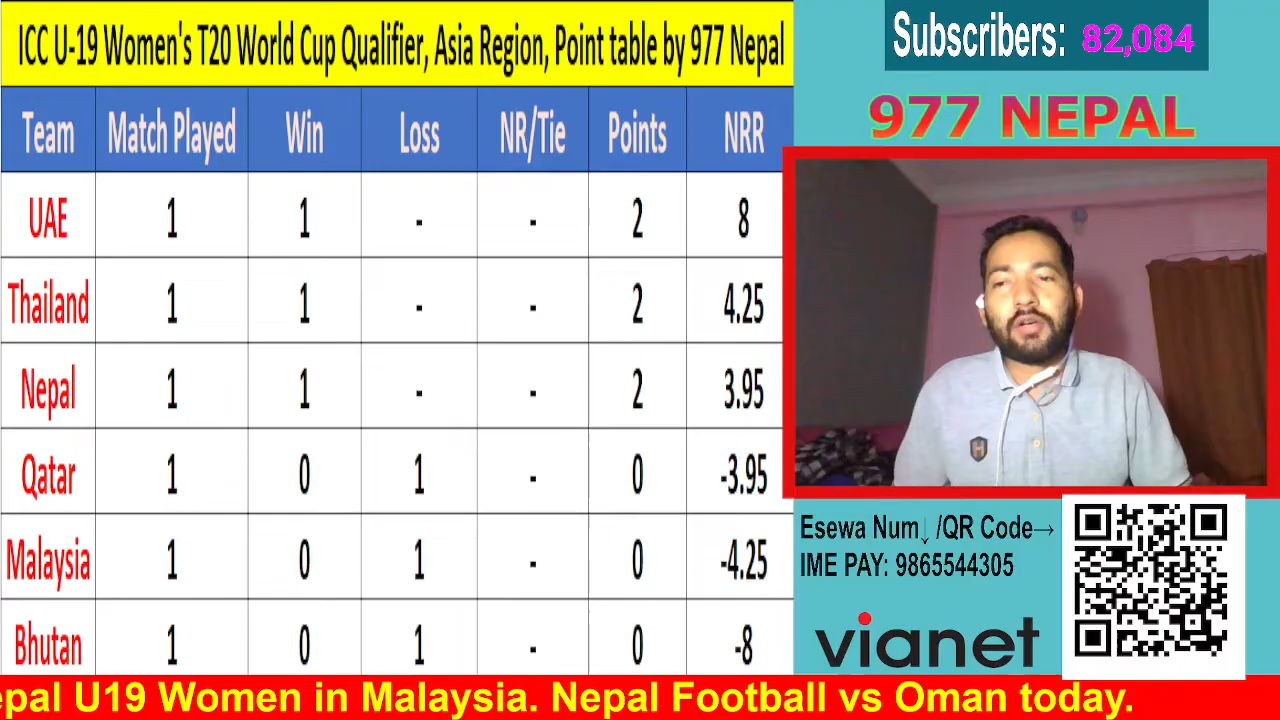 ICC U-19 Women's T20 World Cup Qualifier, Asia Region, Point table by 977 Nepal
Team Match Played Win Loss NR/Tie Points NRR
UAE 1 1 - - 2 8
Thailand 1 1 - - 2 4.25
Nepal 1 1 - - 2 3.95
Qatar 1 0 1 - 0 -3.95
Malaysia 1 0 1 - 0 -4.25
Bhutan 1 0 1 - 0 -8
Subscribers: 82,084
977 NEPAL
H
Esewa Num↓ /QR Code→
IME PAY: 9865544305
vianet
epal U19 Women in Malaysia. Nepal Football vs Oman today.